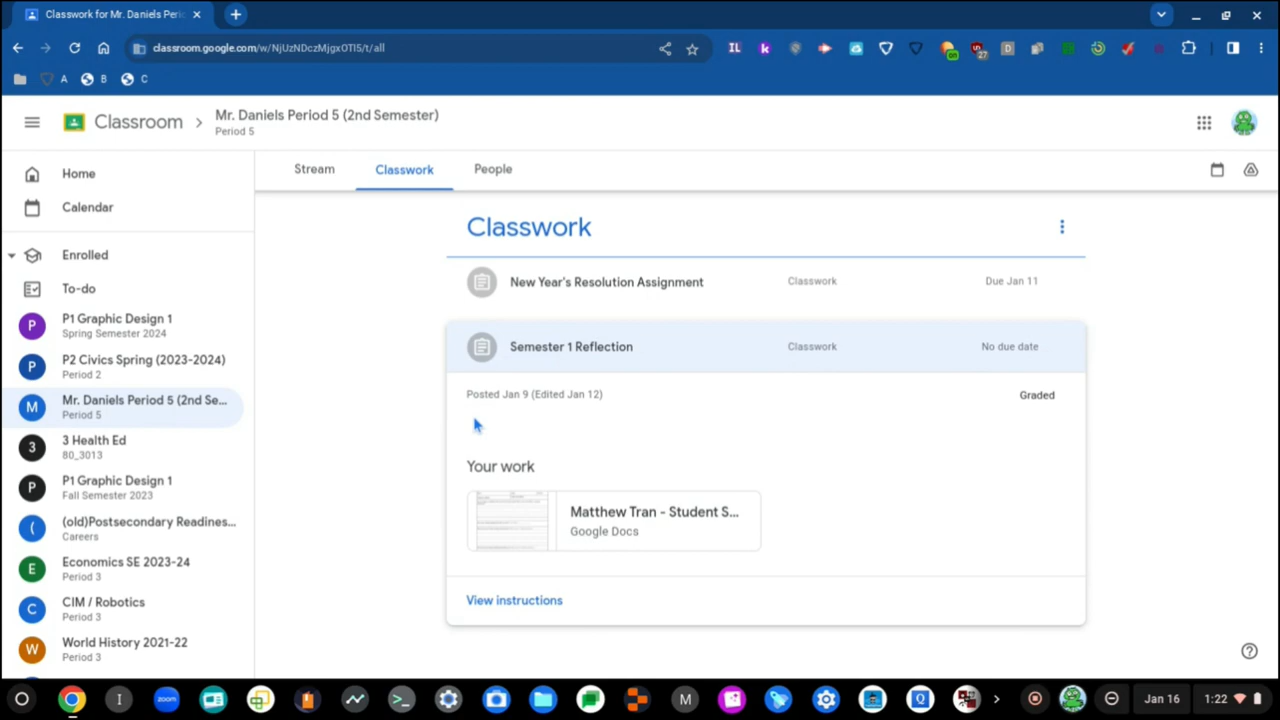 Classwork for Mr. Daniels Peri
classroom.google.com/w/NjUzNDczMjgxOTI5/t/all
IL
k
27
D
A
B
C
Classroom
Mr. Daniels Period 5 (2nd Semester)
Period 5
Home
Calendar
Enrolled
To-do
P
P1 Graphic Design 1
Spring Semester 2024
P
P2 Civics Spring (2023-2024)
Period 2
M
Mr. Daniels Period 5 (2nd Se...
Period 5
3
3 Health Ed
80_3013
P
P1 Graphic Design 1
Fall Semester 2023
(
(old)Postsecondary Readines...
Careers
E
Economics SE 2023-24
Period 3
C
CIM / Robotics
Period 3
W
World History 2021-22
Period 3
Stream
Classwork
People
Classwork
New Year's Resolution Assignment
Classwork
Due Jan 11
Semester 1 Reflection
Classwork
No due date
Posted Jan 9 (Edited Jan 12)
Graded
Your work
Matthew Tran - Student S...
Google Docs
View instructions
I
zoom
M
Q
Jan 16
1:22